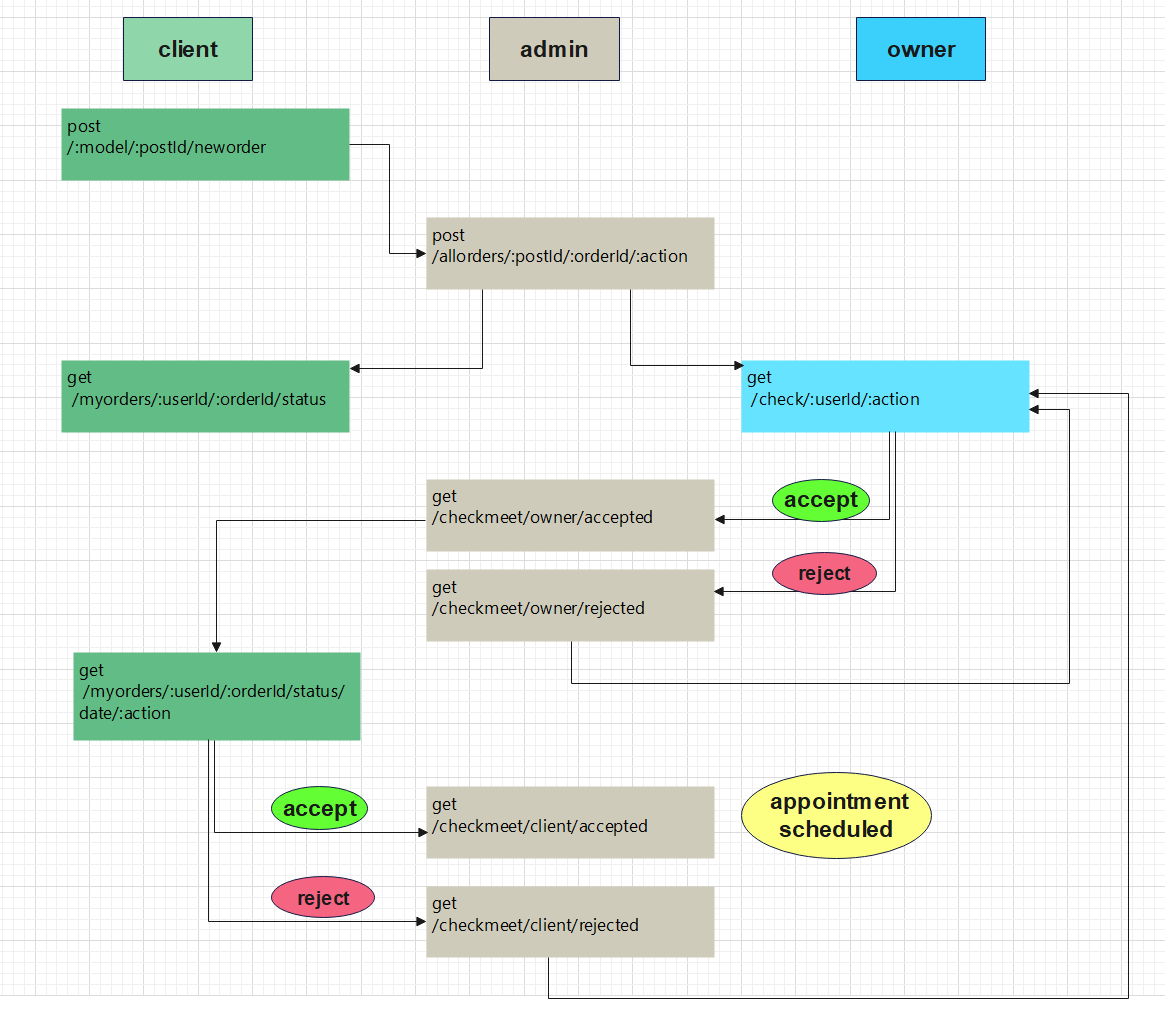 client
admin
owner
post
/:model/:postId/neworder
post
/allorders/:postId/:orderId/:action
get
/myorders/:userId/:orderId/status
get
/check/:userId/:action
get
/checkmeet/owner/accepted
accept
get
/checkmeet/owner/rejected
reject
get
/myorders/:userId/:orderId/status/
date/:action
accept
get
/checkmeet/client/accepted
appointment
scheduled
reject
get
/checkmeet/client/rejected